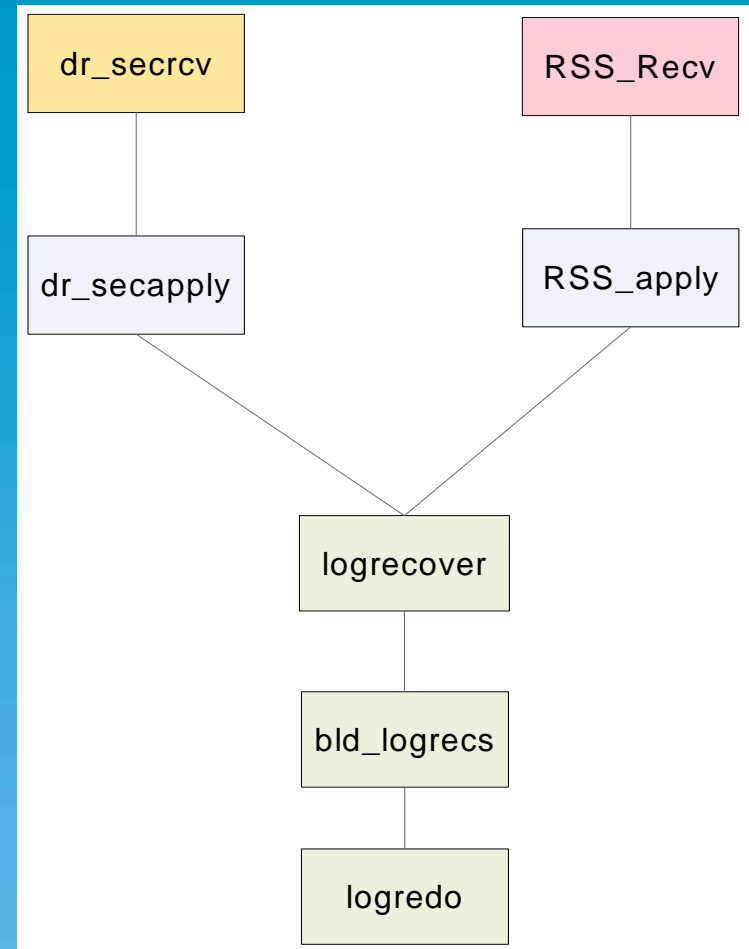 dr_secrcv
RSS_Recv
dr_secapply
RSS_apply
logrecover
bld_logrecs
logredo